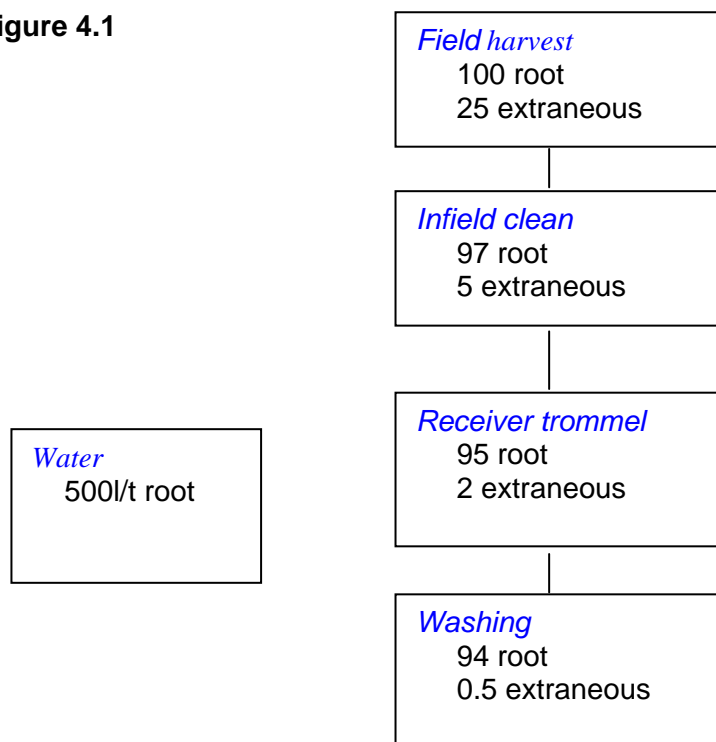 igure 4.1
Field harvest
100 root
25 extraneous
Infield clean
97 root
5 extraneous
Receiver trommel
95 root
2 extraneous
Water
500l/t root
Washing
94 root
0.5 extraneous